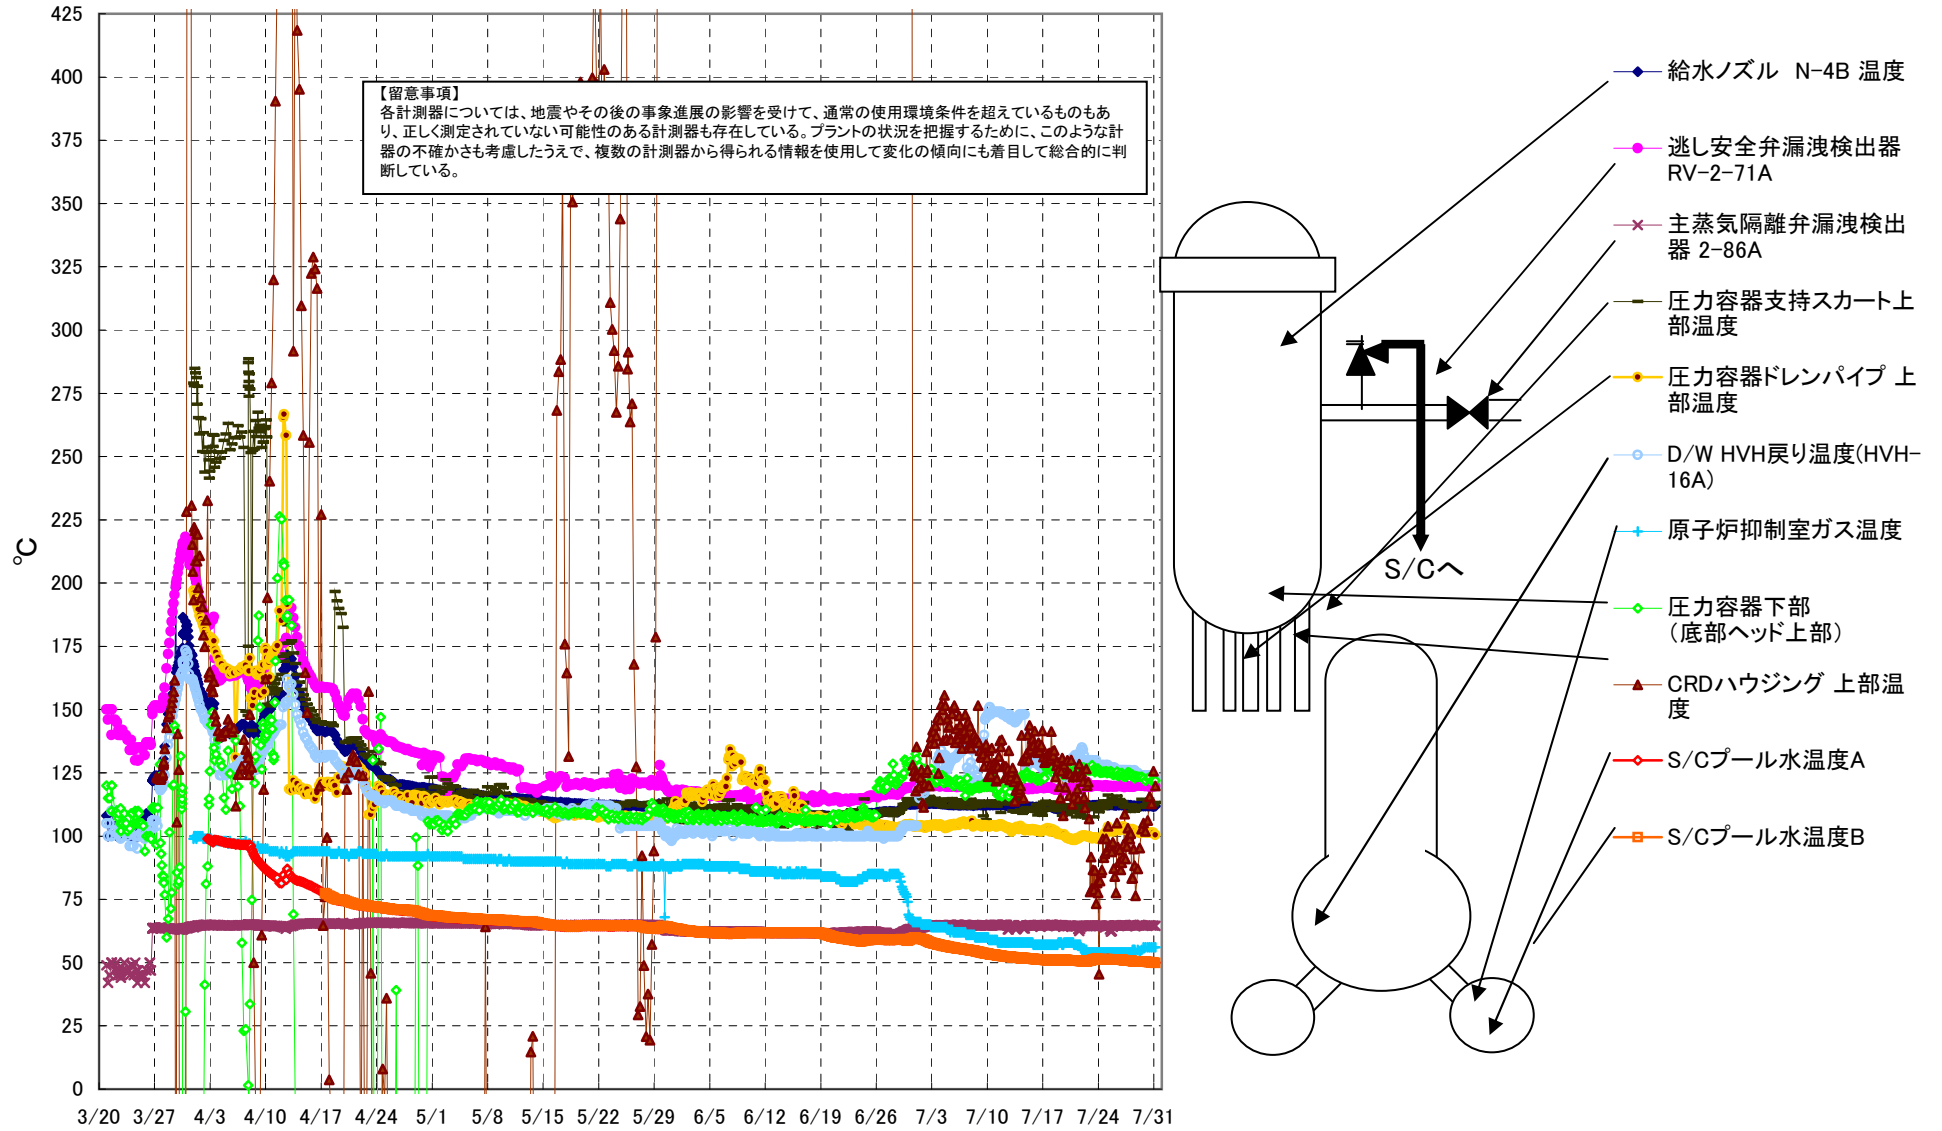 425
400
375
350
325
300
275
250
225
200
175
150
125
100
75
50
25
0
℃
3/20 3/27 4/3 4/10 4/17 4/24 5/1 5/8 5/15 5/22 5/29 6/5 6/12 6/19 6/26 7/3 7/10 7/17 7/24 7/31
【留意事項】
各計測器については、地震やその後の事象進展の影響を受けて、通常の使用環境条件を超えているものもあ
り、正しく測定されていない可能性のある計測器も存在している。プラントの状況を把握するために、このような計
器の不確かさも考慮したうえで、複数の計測器から得られる情報を使用して変化の傾向にも着目して総合的に判
断している。
S/Cへ
給水ノズル N-4B 温度
逃し安全弁漏洩検出器
RV-2-71A
主蒸気隔離弁漏洩検出
器 2-86A
圧力容器支持スカート上
部温度
圧力容器ドレンパイプ 上
部温度
D/W HVH戻り温度(HVH-
16A)
原子炉抑制室ガス温度
圧力容器下部
（底部ヘッド上部）
CRDハウジング 上部温
度
S/Cプール水温度A
S/Cプール水温度B